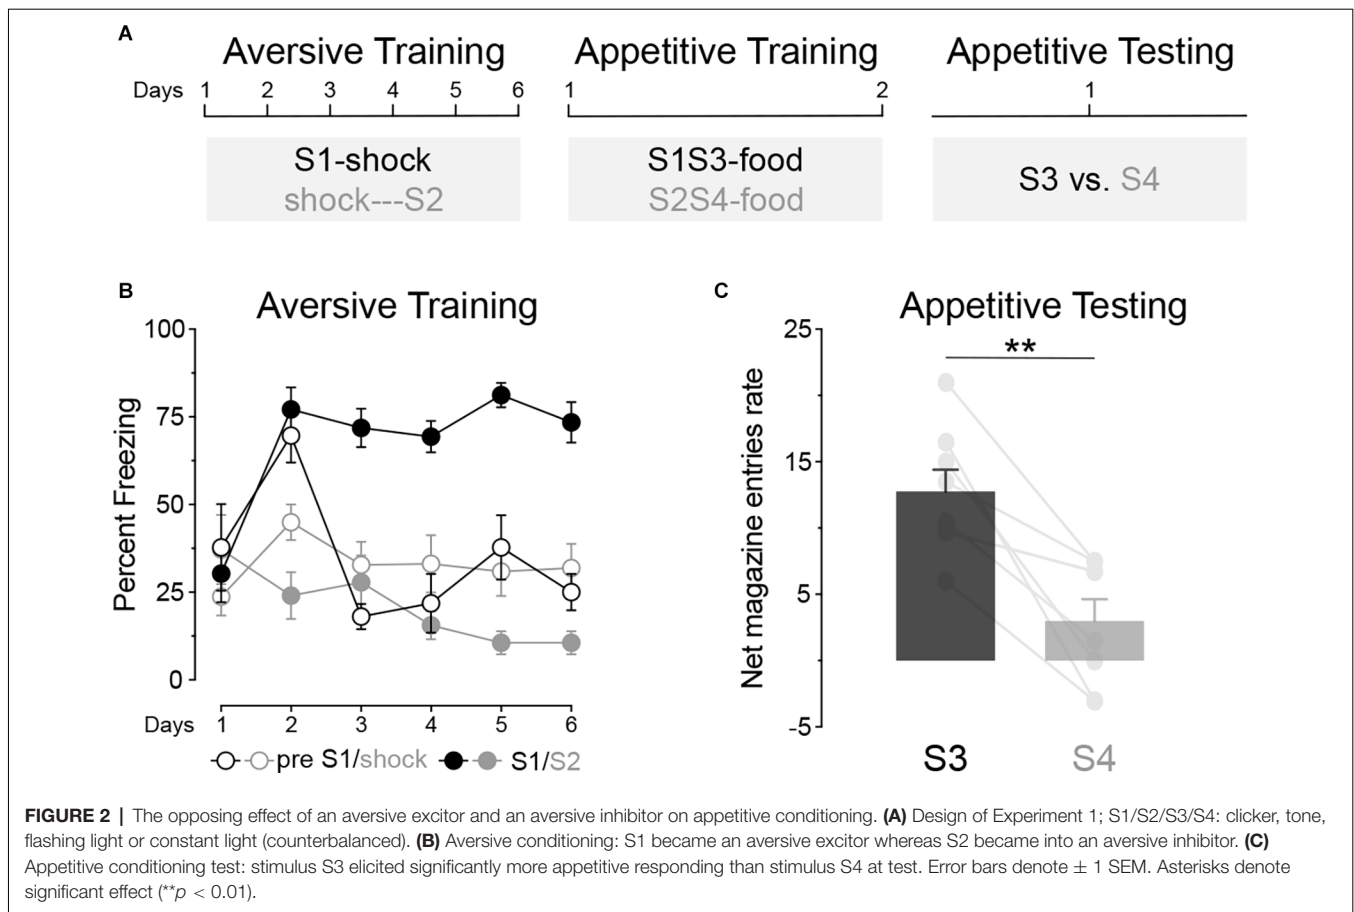 A
Aversive Training
Appetitive Training
Appetitive Testing
Days 1 2 3 4 5 6
1 2
1
S1-shock
shock---S2
S1S3-food
S2S4-food
S3 vs. S4
B
Aversive Training
100
75
50
25
0
Percent Freezing
Days 1 2 3 4 5 6
pre S1/shock
S1/S2
C
Appetitive Testing
25
15
5
-5
Net magazine entries rate
**
S3 S4
FIGURE 2 | The opposing effect of an aversive excitor and an aversive inhibitor on appetitive conditioning. (A) Design of Experiment 1; S1/S2/S3/S4: clicker, tone,
flashing light or constant light (counterbalanced). (B) Aversive conditioning: S1 became an aversive excitor whereas S2 became into an aversive inhibitor. (C)
Appetitive conditioning test: stimulus S3 elicited significantly more appetitive responding than stimulus S4 at test. Error bars denote ± 1 SEM. Asterisks denote
significant effect (**p < 0.01).